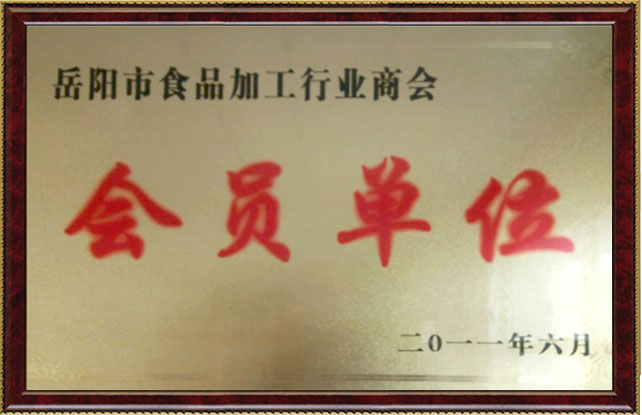 岳阳市食品加工行业商会
会员单位
二0一一年六月